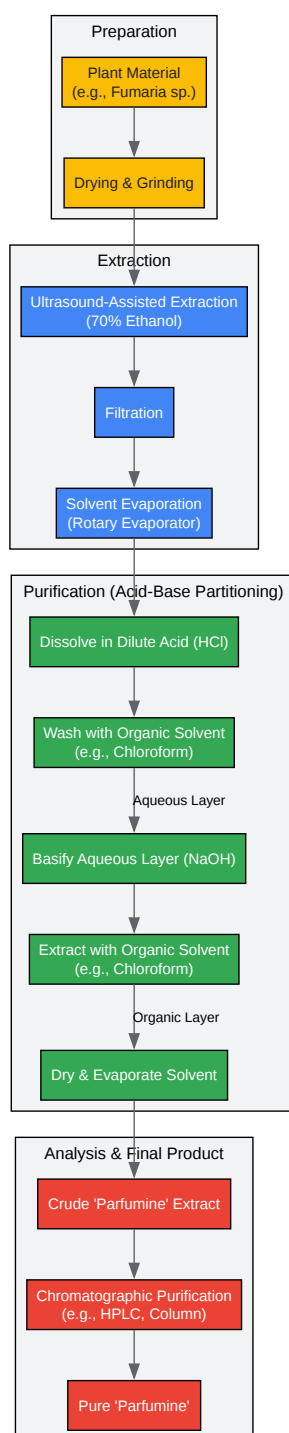 Preparation
Plant Material
(e.g., Fumaria sp.)
Drying & Grinding
Extraction
Ultrasound-Assisted Extraction
(70% Ethanol)
Filtration
Solvent Evaporation
(Rotary Evaporator)
Purification (Acid-Base Partitioning)
Dissolve in Dilute Acid (HCl)
Wash with Organic Solvent
(e.g., Chloroform)
Aqueous Layer
Basify Aqueous Layer (NaOH)
Extract with Organic Solvent
(e.g., Chloroform)
Organic Layer
Dry & Evaporate Solvent
Analysis & Final Product
Crude 'Parfumine' Extract
Chromatographic Purification
(e.g., HPLC, Column)
Pure 'Parfumine'